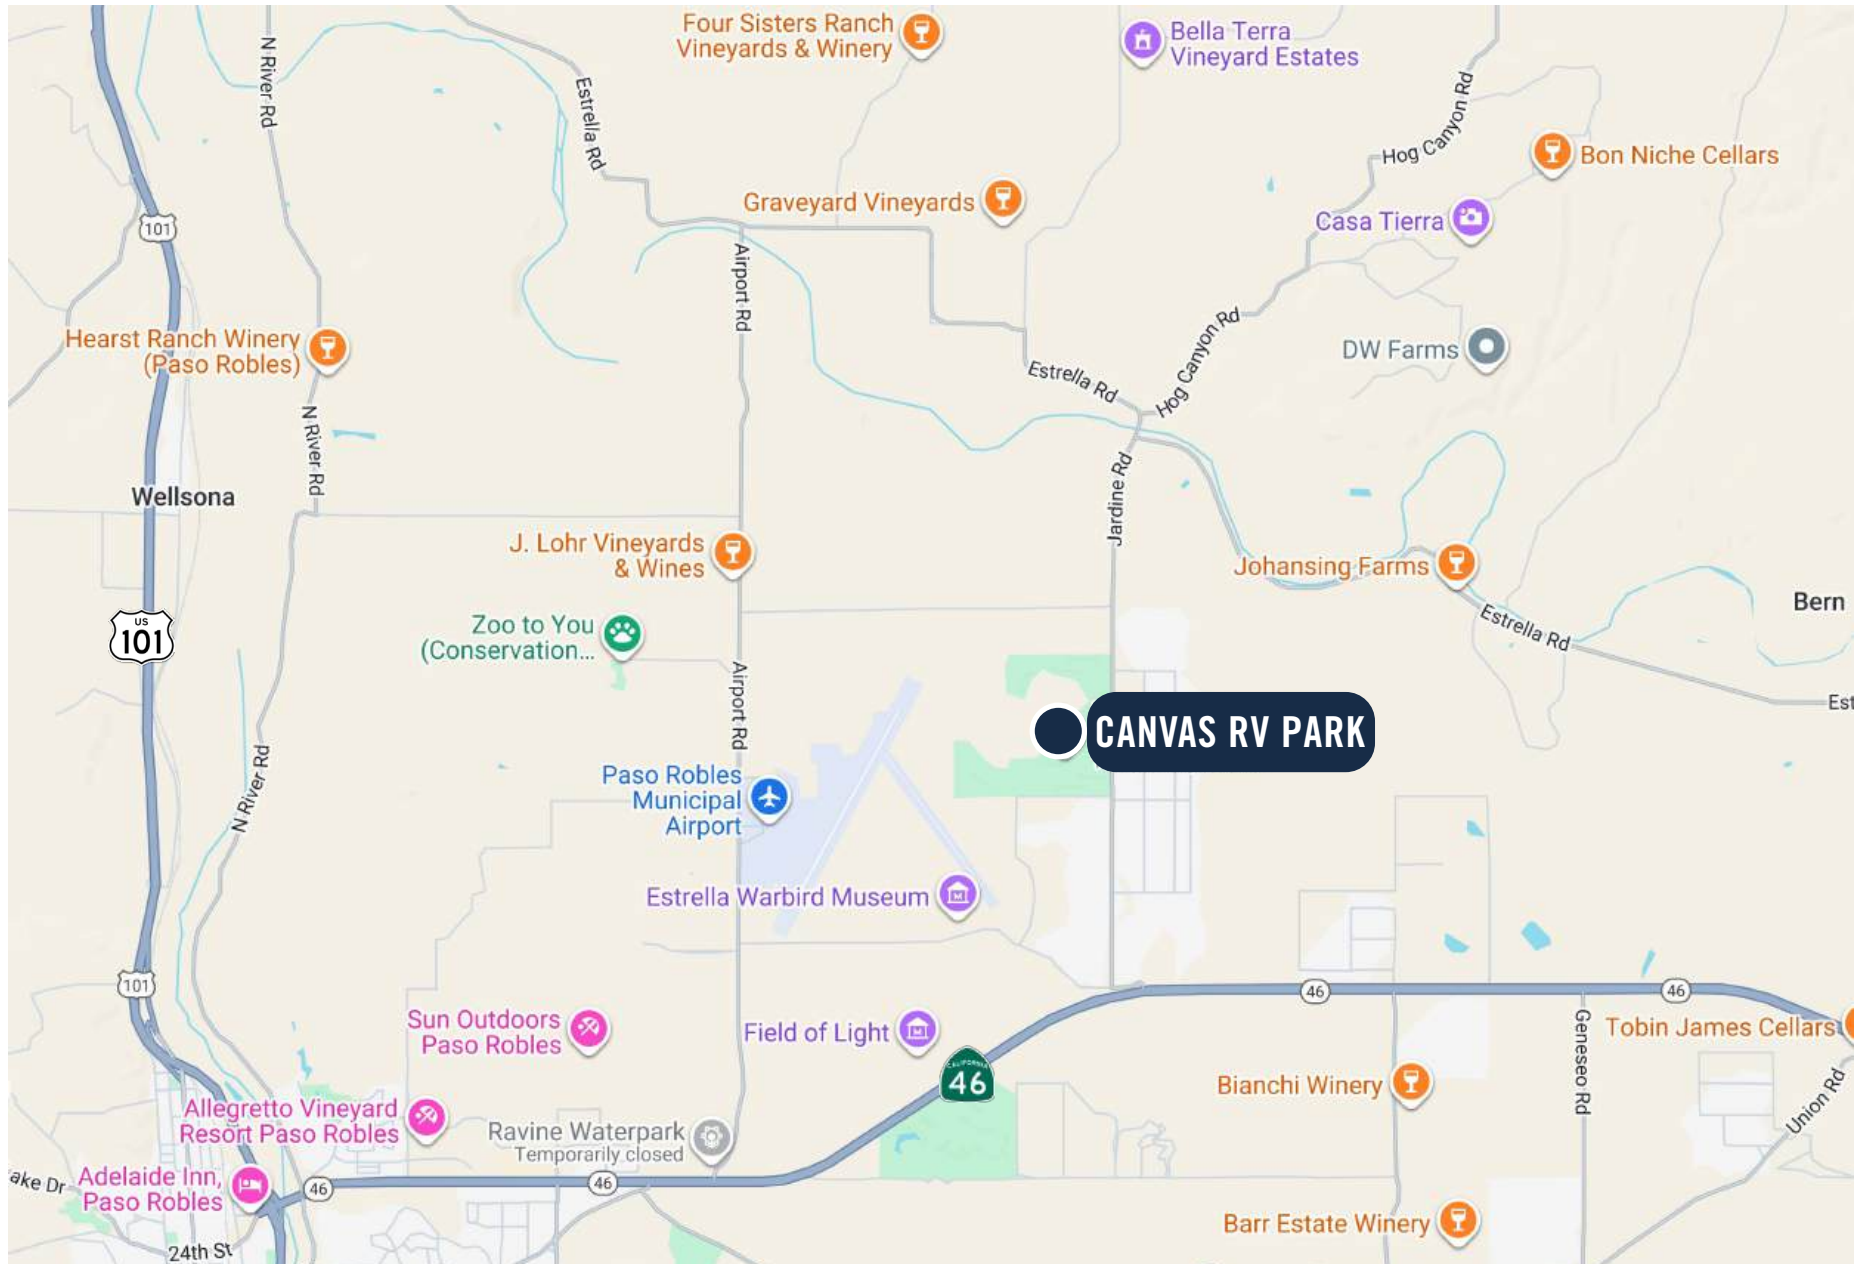 Four Sisters Ranch
Vineyards & Winery
Bella Terra
Vineyard Estates
N River Rd
Estrella Rd
Hog Canyon Rd
Hog Canyon Rd
Bon Niche Cellars
Graveyard Vineyards
Casa Tierra
101
Airport Rd
Hearst Ranch Winery
(Paso Robles)
Hog Canyon Rd
DW Farms
Estrella Rd
N River Rd
Jardine Rd
Wellsona
J. Lohr Vineyards
& Wines
Johansing Farms
Bern
US
101
Zoo to You
(Conservation...
Estrella Rd
Airport Rd
Est
CANVAS RV PARK
N River Rd
Paso Robles
Municipal
Airport
Estrella Warbird Museum
101
46
46
Sun Outdoors
Paso Robles
Field of Light
Geneseo Rd
Tobin James Cellars
CALIFORNIA
46
Bianchi Winery
Union Rd
Allegretto Vineyard
Resort Paso Robles
Ravine Waterpark
Temporarily closed
ake Dr
Adelaide Inn,
Paso Robles
46
46
Barr Estate Winery
24th St